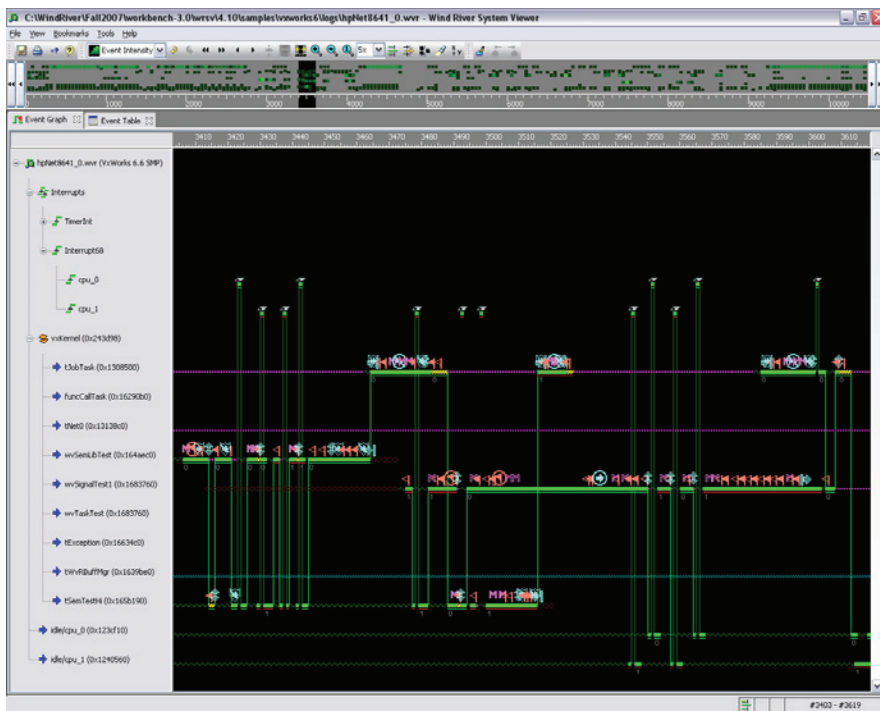 C:\WindRiver\Fall2007\workbench-3.0\wrsv\4.10\samples\vxworks6\logs\hpNet8641_0.wvr - Wind River System Viewer
File View Bookmarks Tools Help
Event Intensity 5x
1000 2000 3000 4000 5000 6000 7000 8000 9000 10000
Event Graph Event Table
3410 3420 3430 3440 3450 3460 3470 3480 3490 3500 3510 3520 3530 3540 3550 3560 3570 3580 3590 3600 3610
hpNet8641_0.wvr (VxWorks 6.6 SMP)
Interrupts
TimerInt
Interrupt68
cpu_0
cpu_1
vxKernel (0x243d98)
tJobTask (0x1308500)
funcCallTask (0x16290b0)
tNet0 (0x13138c0)
wvSemLibTest (0x164aec0)
wvSignalTest1 (0x1683760)
wvTaskTest (0x1683760)
tException (0x16634c0)
tWvRBuffMgr (0x1639be0)
tSemTest94 (0x165b190)
idle/cpu_0 (0x123cf10)
idle/cpu_1 (0x1240560)
#3403 - #3619